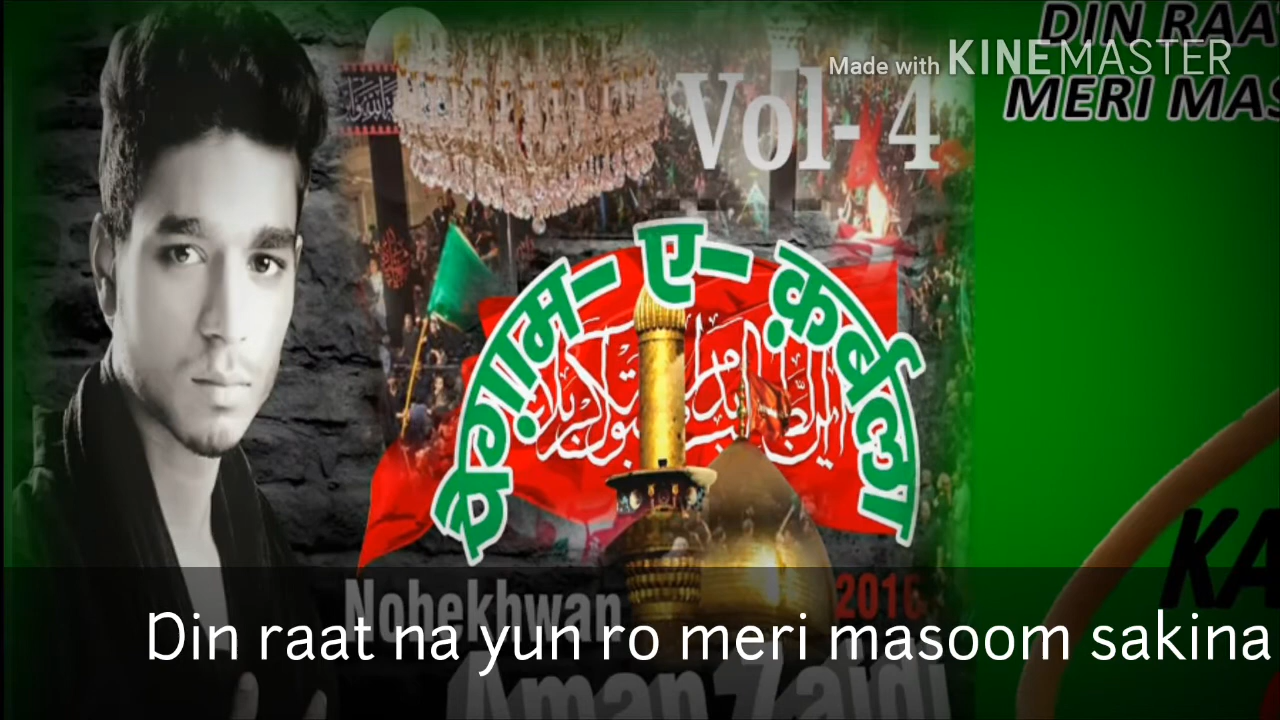 DIN RAA
MERI MAS
Made with KINEMASTER
Vol- 4
पैग़ाम-ए-क़र्बला
KA
Nohekhwan
2016
Din raat na yun ro meri masoom sakina
Aman Zaidi